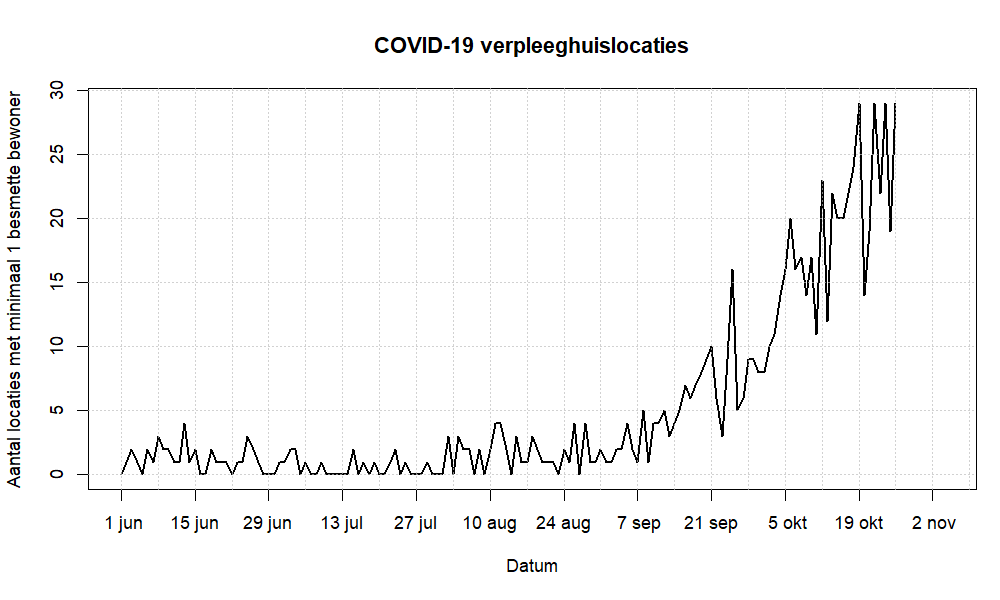 COVID-19 verpleeghuislocaties
Aantal locaties met minimaal 1 besmette bewoner
30
25
20
15
10
5
0
1 jun 15 jun 29 jun 13 jul 27 jul 10 aug 24 aug 7 sep 21 sep 5 okt 19 okt 2 nov
Datum